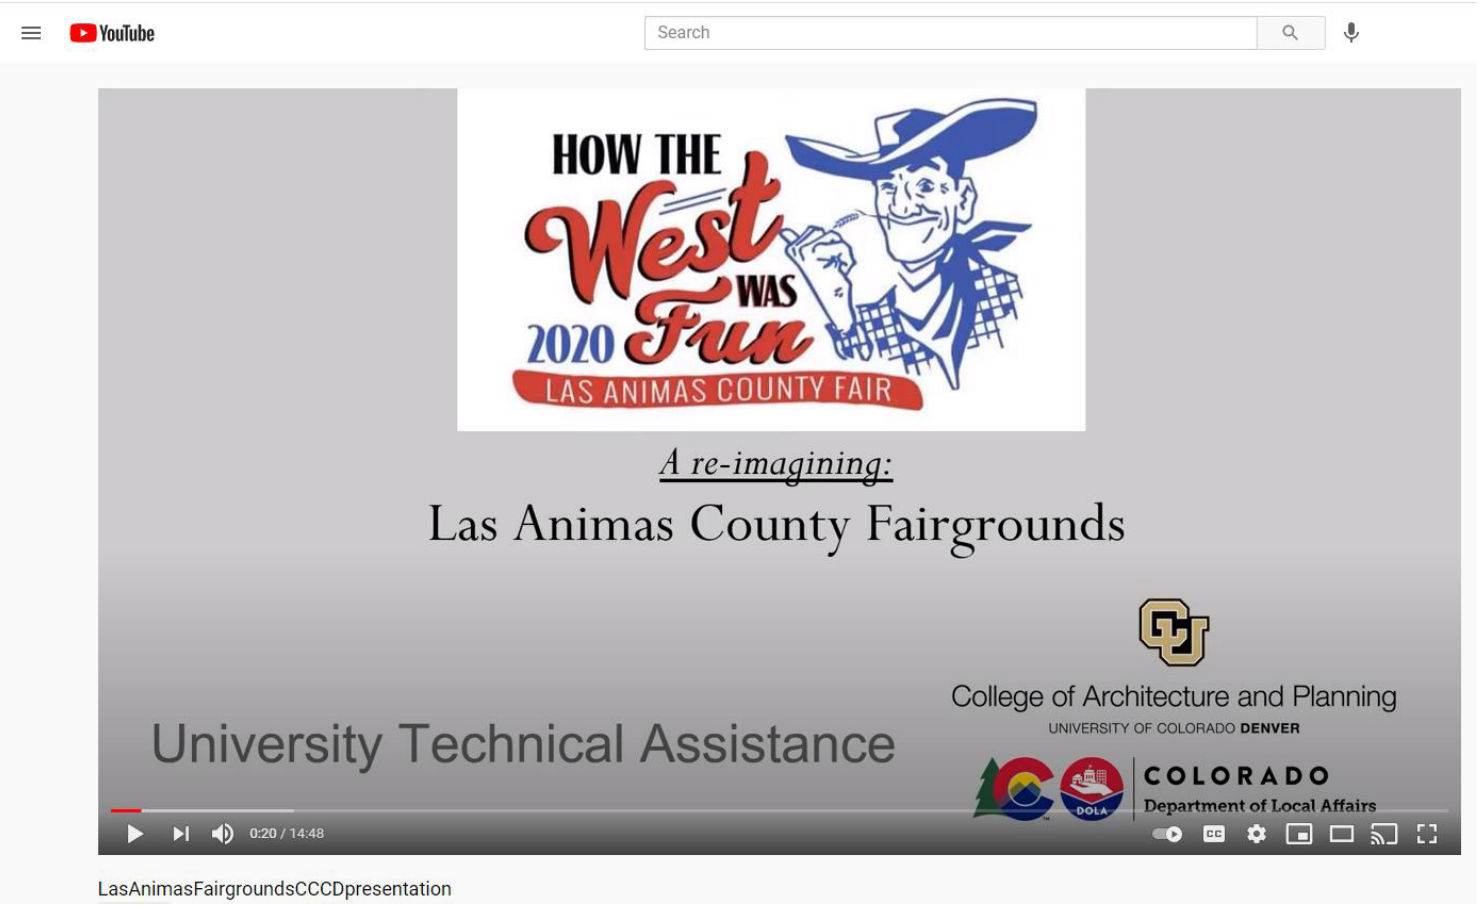 YouTube
Search
HOW THE
West
WAS
2020 Fun
LAS ANIMAS COUNTY FAIR
A re-imagining:
Las Animas County Fairgrounds
CU
College of Architecture and Planning
UNIVERSITY OF COLORADO DENVER
University Technical Assistance
COLORADO
Department of Local Affairs
DOLA
TM
0:20 / 14:48
CC
LasAnimasFairgroundsCCCDpresentation